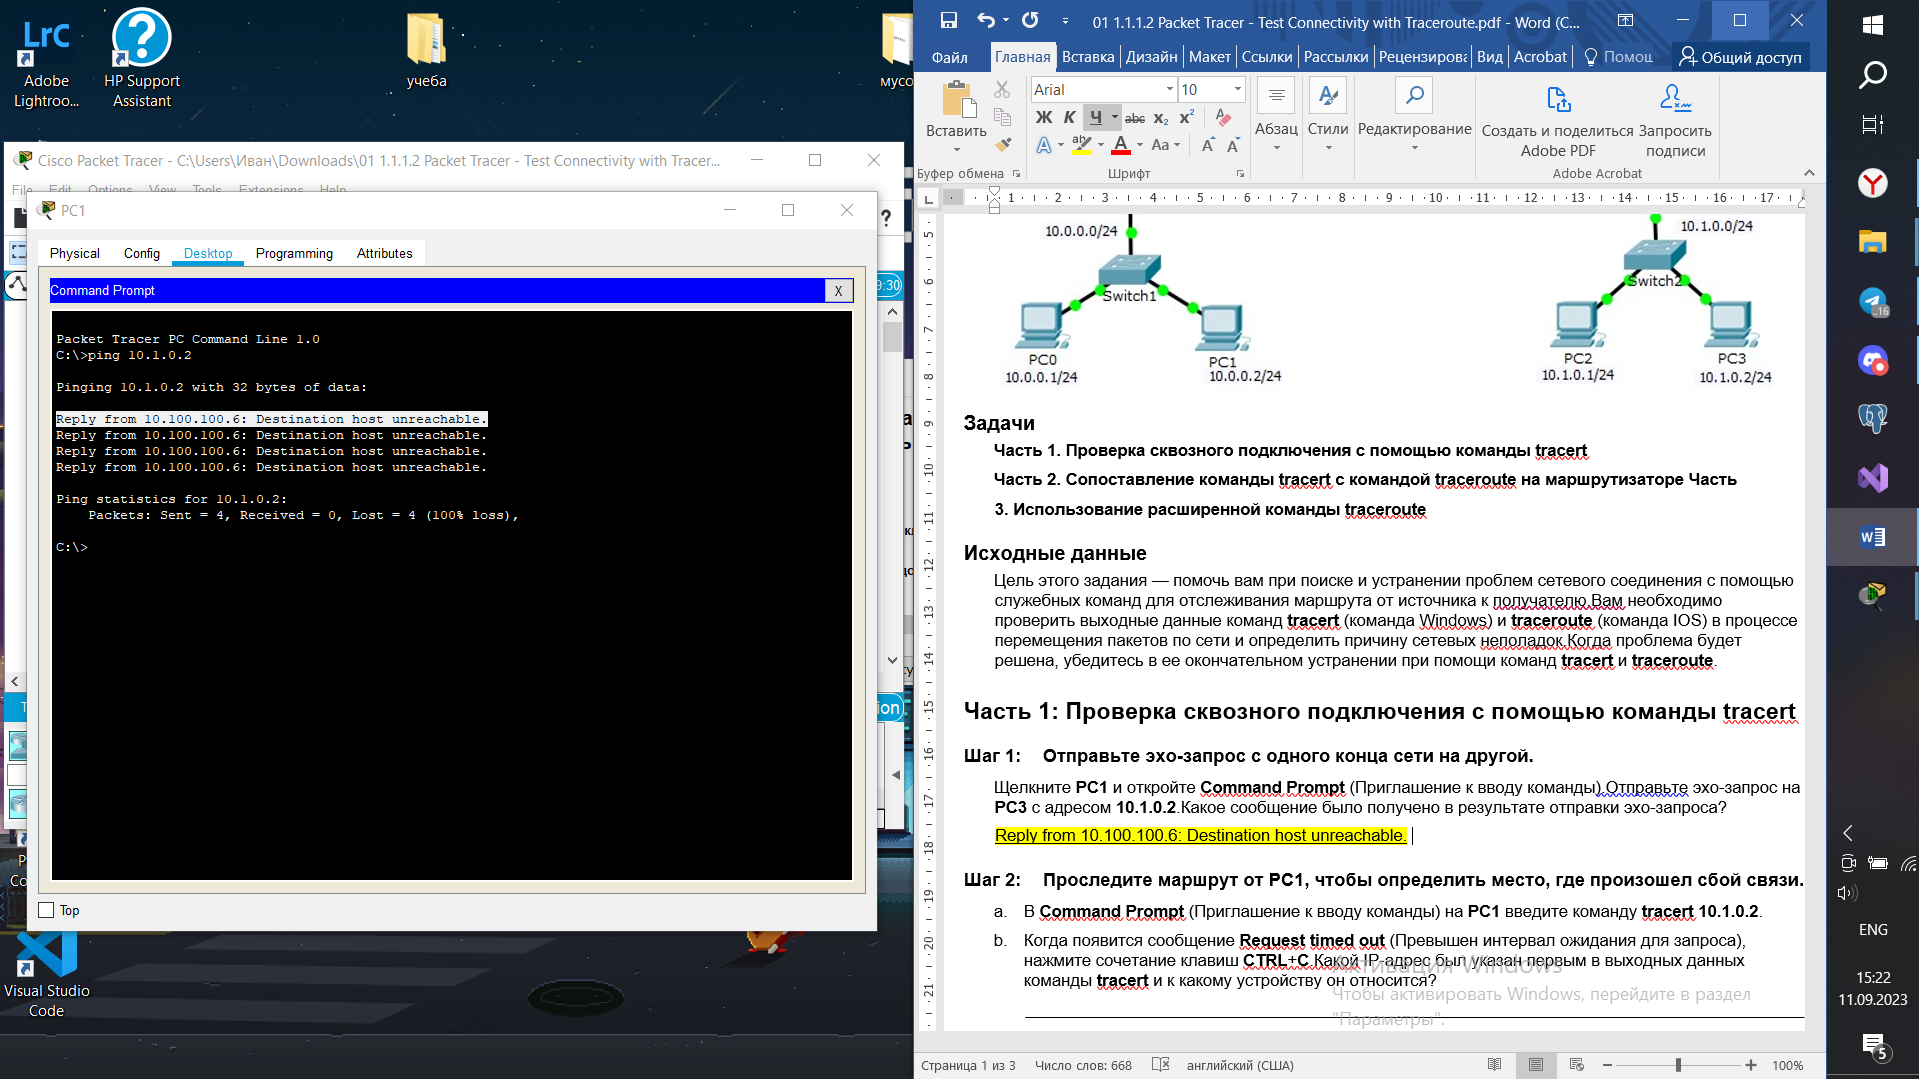 Adobe
Lightroo...
HP Support
Assistant
учеба
мусо
Cisco Packet Tracer - C:\Users\Иван\Downloads\01 1.1.1.2 Packet Tracer - Test Connectivity with Tracer...
File Edit Options View Tools Extensions Help
PC1
Physical Config Desktop Programming Attributes
Command Prompt X
Packet Tracer PC Command Line 1.0
C:\>ping 10.1.0.2
Pinging 10.1.0.2 with 32 bytes of data:
Reply from 10.100.100.6: Destination host unreachable.
Reply from 10.100.100.6: Destination host unreachable.
Reply from 10.100.100.6: Destination host unreachable.
Reply from 10.100.100.6: Destination host unreachable.
Ping statistics for 10.1.0.2:
Packets: Sent = 4, Received = 0, Lost = 4 (100% loss),
C:\>
Top
Visual Studio
Code
01 1.1.1.2 Packet Tracer - Test Connectivity with Traceroute.pdf - Word (С...
Файл Главная Вставка Дизайн Макет Ссылки Рассылки Рецензирова Вид Acrobat Помощ Общий доступ
Вставить
Arial 10
Ж К Ч abc x₂ x²
Aa
Абзац Стили Редактирование
Создать и поделиться
Adobe PDF
Запросить
подписи
Буфер обмена Шрифт Adobe Acrobat
1 2 3 4 5 6 7 8 9 10 11 12 13 14 15 16 17
10.0.0.0/24 10.1.0.0/24
Switch1 Switch2
PC0 PC1 PC2 PC3
10.0.0.1/24 10.0.0.2/24 10.1.0.1/24 10.1.0.2/24
Задачи
Часть 1. Проверка сквозного подключения с помощью команды tracert
Часть 2. Сопоставление команды tracert с командой traceroute на маршрутизаторе Часть
3. Использование расширенной команды traceroute
Исходные данные
Цель этого задания — помочь вам при поиске и устранении проблем сетевого соединения с помощью
служебных команд для отслеживания маршрута от источника к получателю.Вам необходимо
проверить выходные данные команд tracert (команда Windows) и traceroute (команда IOS) в процессе
перемещения пакетов по сети и определить причину сетевых неполадок.Когда проблема будет
решена, убедитесь в ее окончательном устранении при помощи команд tracert и traceroute.
Часть 1: Проверка сквозного подключения с помощью команды tracert
Шаг 1: Отправьте эхо-запрос с одного конца сети на другой.
Щелкните PC1 и откройте Command Prompt (Приглашение к вводу команды).Отправьте эхо-запрос на
PC3 с адресом 10.1.0.2.Какое сообщение было получено в результате отправки эхо-запроса?
Reply from 10.100.100.6: Destination host unreachable.
Шаг 2: Проследите маршрут от PC1, чтобы определить место, где произошел сбой связи.
a. В Command Prompt (Приглашение к вводу команды) на PC1 введите команду tracert 10.1.0.2.
b. Когда появится сообщение Request timed out (Превышен интервал ожидания для запроса),
нажмите сочетание клавиш CTRL+C.Какой IP-адрес был указан первым в выходных данных
команды tracert и к какому устройству он относится?
Активация Windows
Чтобы активировать Windows, перейдите в раздел
"Параметры".
Страница 1 из 3 Число слов: 668 английский (США) 100%
ENG
15:22
11.09.2023
5